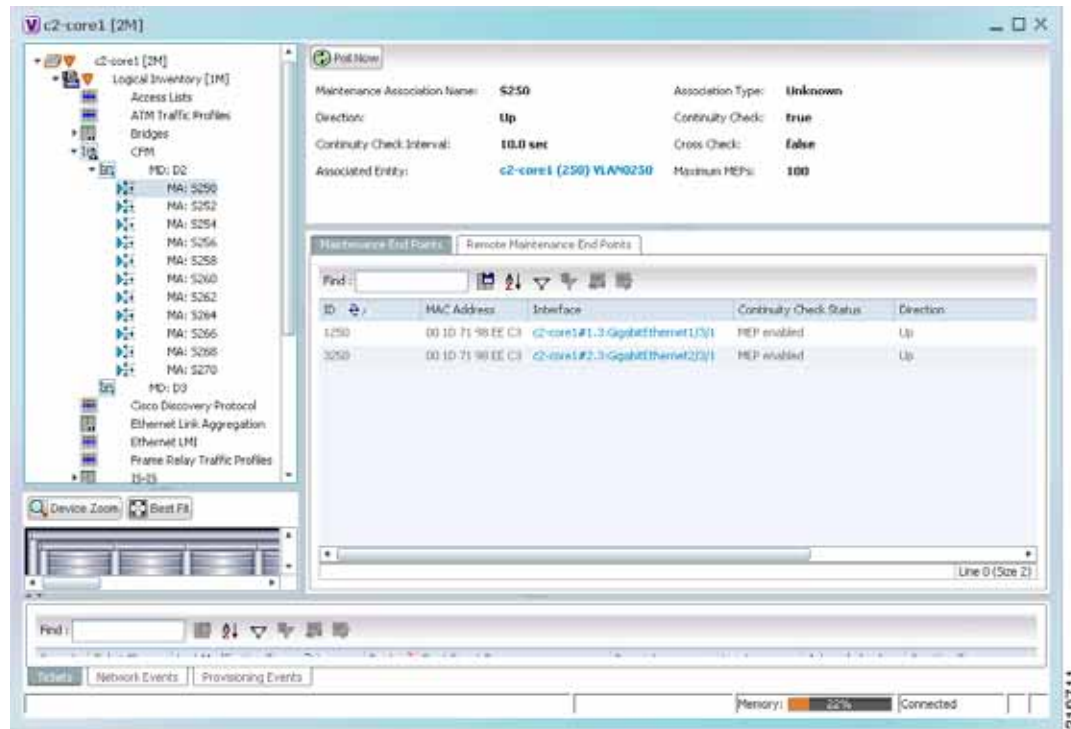 c2-core1 [2M]
c2-core1 [2M]
Logical Inventory [1M]
Access Lists
ATM Traffic Profiles
Bridges
CFM
MD: D2
MA: S250
MA: S252
MA: S254
MA: S256
MA: S258
MA: S260
MA: S262
MA: S264
MA: S266
MA: S268
MA: S270
MD: D3
Cisco Discovery Protocol
Ethernet Link Aggregation
Ethernet LMI
Frame Relay Traffic Profiles
IS-IS
Device Zoom Best Fit
Poll Now
Maintenance Association Name: S250 Association Type: Unknown
Direction: Up Continuity Check: true
Continuity Check Interval: 10.0 sec Cross Check: false
Associated Entity: c2-core1 (250) VLAN0250 Maximum MEPs: 100
Maintenance End Points Remote Maintenance End Points
Find :
ID MAC Address Interface Continuity Check Status Direction
1250 00 1D 71 98 EE C3 c2-core1#1.3:GigabitEthernet1/3/1 MEP enabled Up
3250 00 1D 71 98 EE C3 c2-core1#2.3:GigabitEthernet2/3/1 MEP enabled Up
Line 0 (Size 2)
Find :
Tickets Network Events Provisioning Events
Memory: 22% Connected